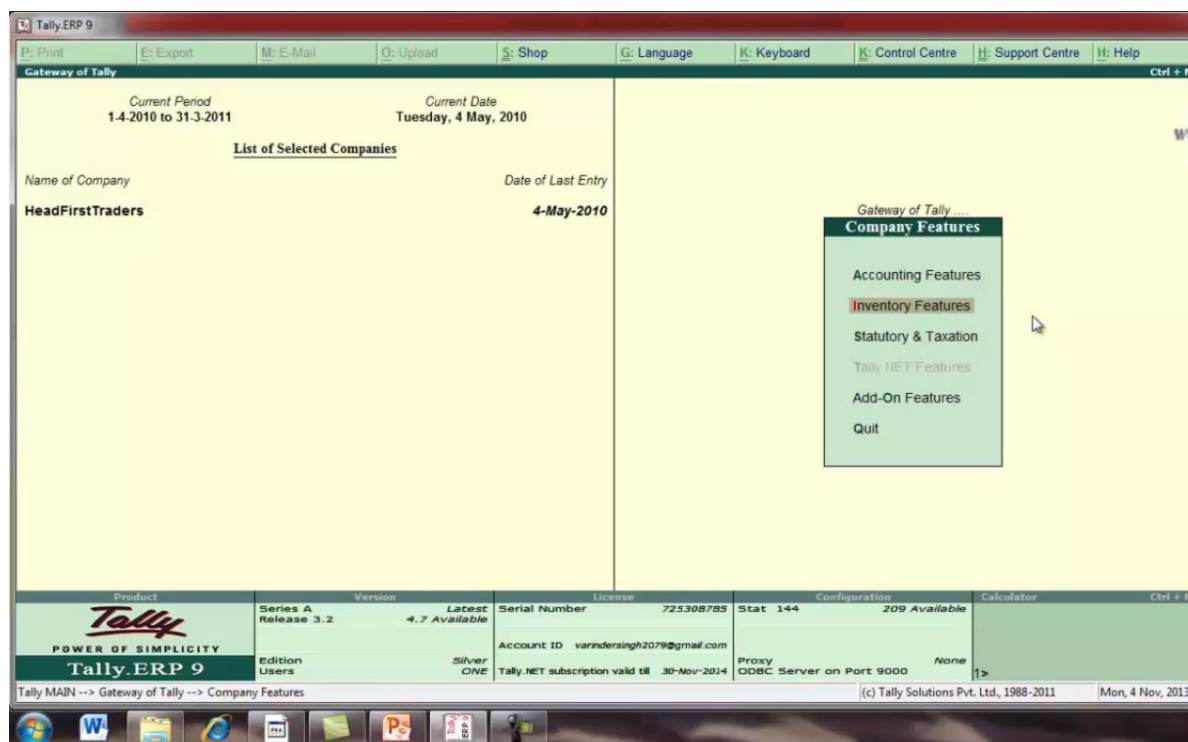 Tally.ERP 9
P: Print E: Export M: E-Mail O: Upload S: Shop G: Language K: Keyboard K: Control Centre H: Support Centre H: Help
Gateway of Tally Ctrl +
Current Period Current Date
1-4-2010 to 31-3-2011 Tuesday, 4 May, 2010
List of Selected Companies
Name of Company Date of Last Entry
HeadFirstTraders 4-May-2010
Gateway of Tally ....
Company Features
Accounting Features
Inventory Features
Statutory & Taxation
Tally NET Features
Add-On Features
Quit
Product Version License Configuration Calculator Ctrl +
Tally
POWER OF SIMPLICITY
Tally.ERP 9
Series A Latest
Release 3.2 4.7 Available
Edition Silver
Users ONE
Serial Number 725308785
Account ID varindersingh2079@gmail.com
Tally.NET subscription valid till 30-Nov-2014
Stat 144 209 Available
Proxy None
ODBC Server on Port 9000
1>
Tally MAIN --> Gateway of Tally --> Company Features (c) Tally Solutions Pvt. Ltd., 1988-2011 Mon, 4 Nov, 2013